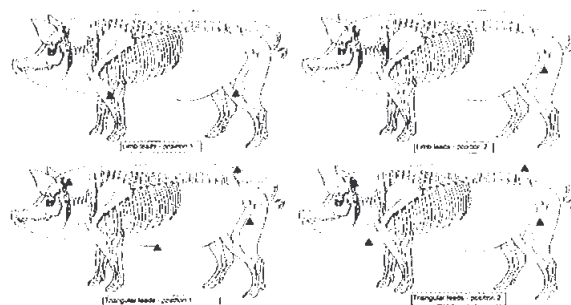 Limb leads - position 1
Limb leads - position 2
Triangular leads - position 1
Triangular leads - position 2